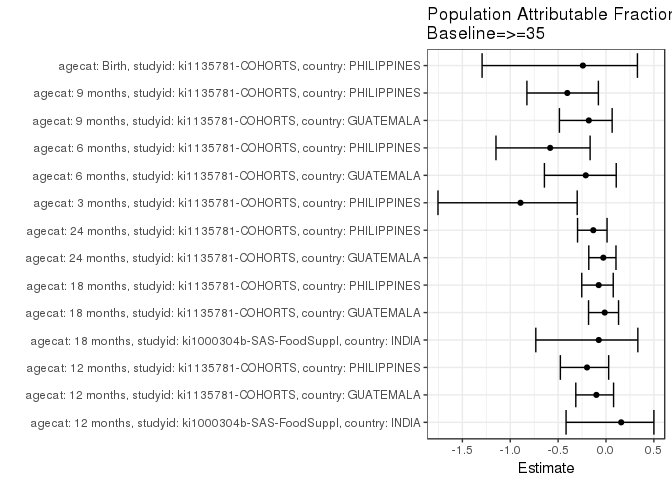 Population Attributable Fraction
Baseline=>=35
agecat: Birth, studyid: ki1135781-COHORTS, country: PHILIPPINES
agecat: 9 months, studyid: ki1135781-COHORTS, country: PHILIPPINES
agecat: 9 months, studyid: ki1135781-COHORTS, country: GUATEMALA
agecat: 6 months, studyid: ki1135781-COHORTS, country: PHILIPPINES
agecat: 6 months, studyid: ki1135781-COHORTS, country: GUATEMALA
agecat: 3 months, studyid: ki1135781-COHORTS, country: PHILIPPINES
agecat: 24 months, studyid: ki1135781-COHORTS, country: PHILIPPINES
agecat: 24 months, studyid: ki1135781-COHORTS, country: GUATEMALA
agecat: 18 months, studyid: ki1135781-COHORTS, country: PHILIPPINES
agecat: 18 months, studyid: ki1135781-COHORTS, country: GUATEMALA
agecat: 18 months, studyid: ki1000304b-SAS-FoodSuppl, country: INDIA
agecat: 12 months, studyid: ki1135781-COHORTS, country: PHILIPPINES
agecat: 12 months, studyid: ki1135781-COHORTS, country: GUATEMALA
agecat: 12 months, studyid: ki1000304b-SAS-FoodSuppl, country: INDIA
-1.5 -1.0 -0.5 0.0 0.5
Estimate